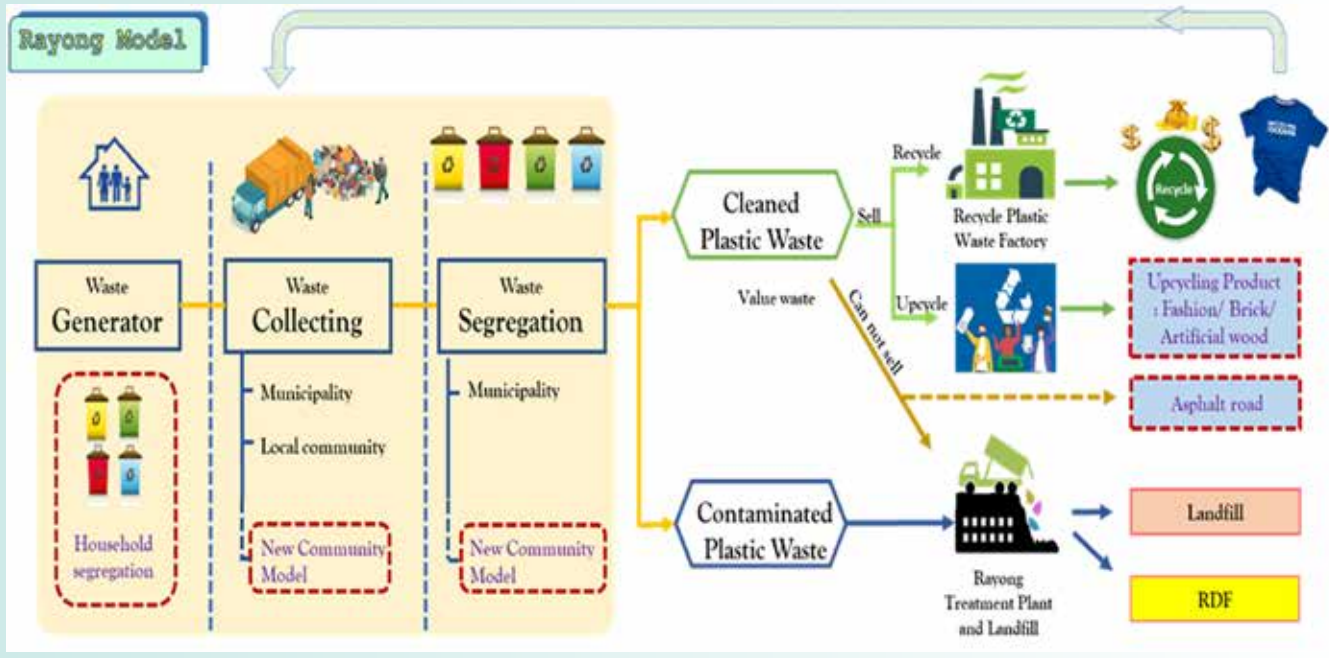 Rayong Model
Waste
Generator
Household
segregation
Waste
Collecting
Municipality
Local community
New Community
Model
Waste
Segregation
Municipality
New Community
Model
Cleaned
Plastic Waste
Value waste
Sell
Can not sell
Recycle
Upcycle
Recycle Plastic
Waste Factory
Recycle
Upcycling Product
: Fashion/ Brick/
Artificial wood
Asphalt road
Contaminated
Plastic Waste
Rayong
Treatment Plant
and Landfill
Landfill
RDF